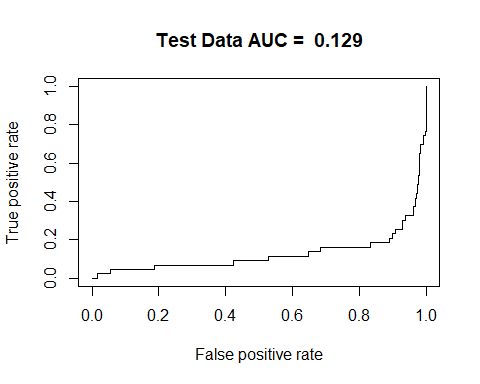 Test Data AUC =  0.129
True positive rate
1.0
0.8
0.6
0.4
0.2
0.0
0.0 0.2 0.4 0.6 0.8 1.0
False positive rate